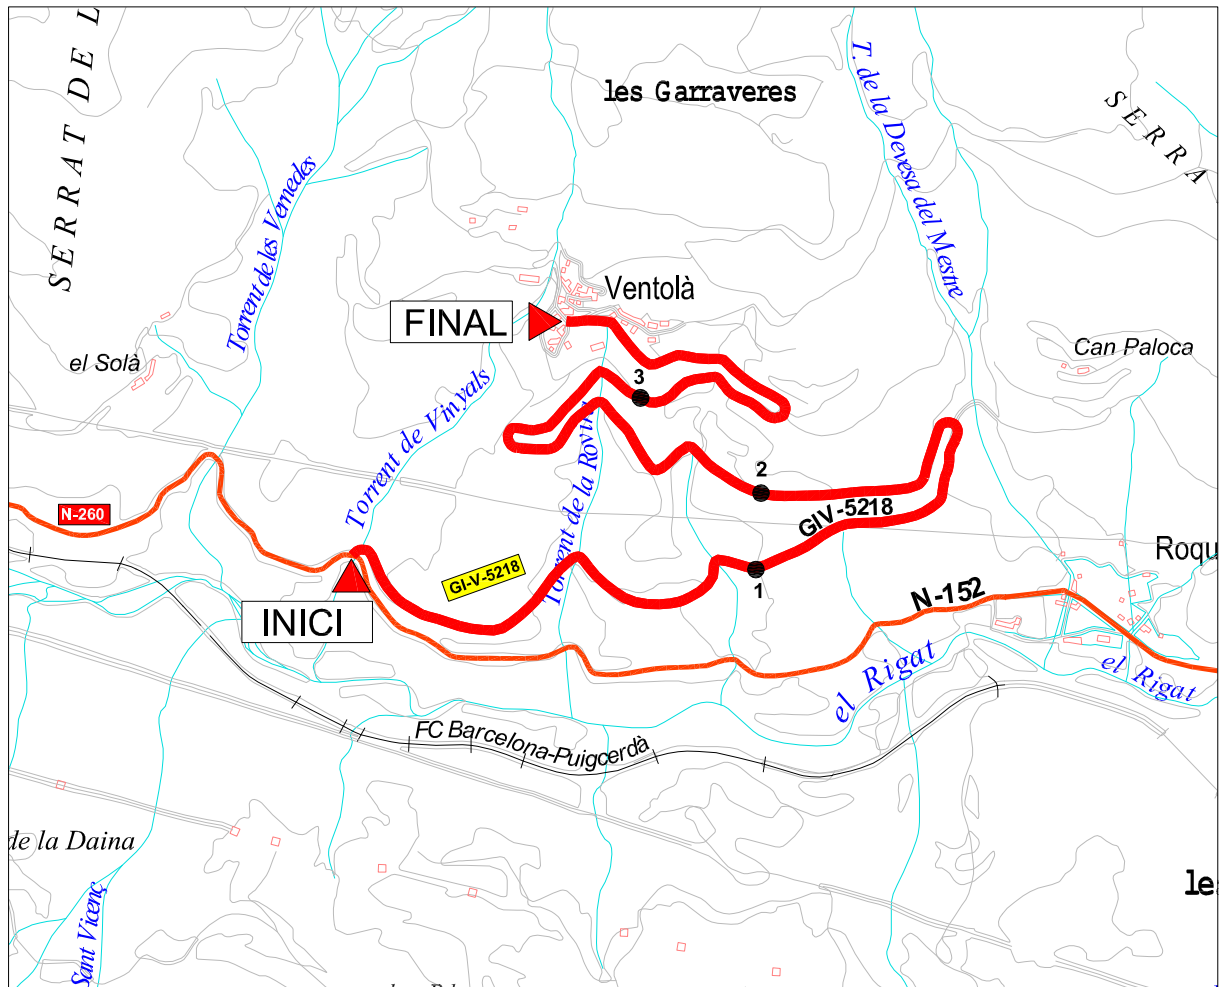 SERRAT DE L
les Garraveres
T. de la Devesa del Mestre
SERRA
Torrent de les Vernedes
Ventolà
FINAL
Can Paloca
el Solà
3
Torrent de Vinyals
2
N-260
GIV-5218
Torrent de la Rovira
Roqu
GI-V-5218
1
INICI
N-152
el Rigat
el Rigat
FC Barcelona-Puigcerdà
de la Daina
Sant Vicenç